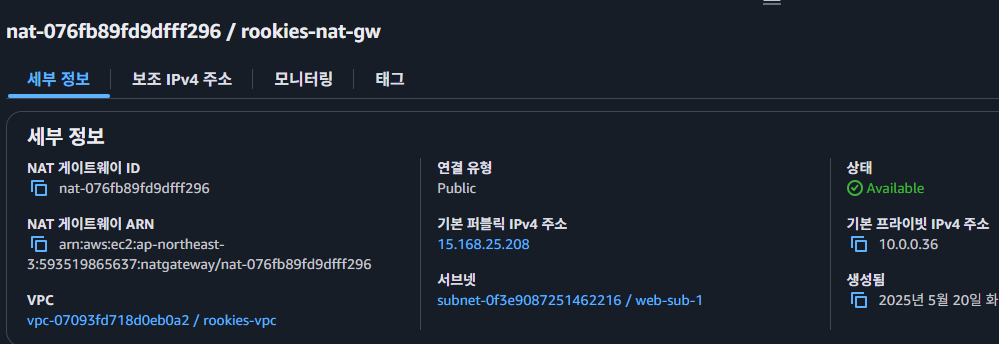 nat-076fb89fd9dfff296 / rookies-nat-gw
세부 정보
보조 IPv4 주소
모니터링
태그
세부 정보
NAT 게이트웨이 ID
nat-076fb89fd9dfff296
NAT 게이트웨이 ARN
arn:aws:ec2:ap-northeast-
3:593519865637:natgateway/nat-076fb89fd9dfff296
VPC
vpc-07093fd718d0eb0a2 / rookies-vpc
연결 유형
Public
기본 퍼블릭 IPv4 주소
15.168.25.208
서브넷
subnet-0f3e9087251462216 / web-sub-1
상태
Available
기본 프라이빗 IPv4 주소
10.0.0.36
생성됨
2025년 5월 20일 화